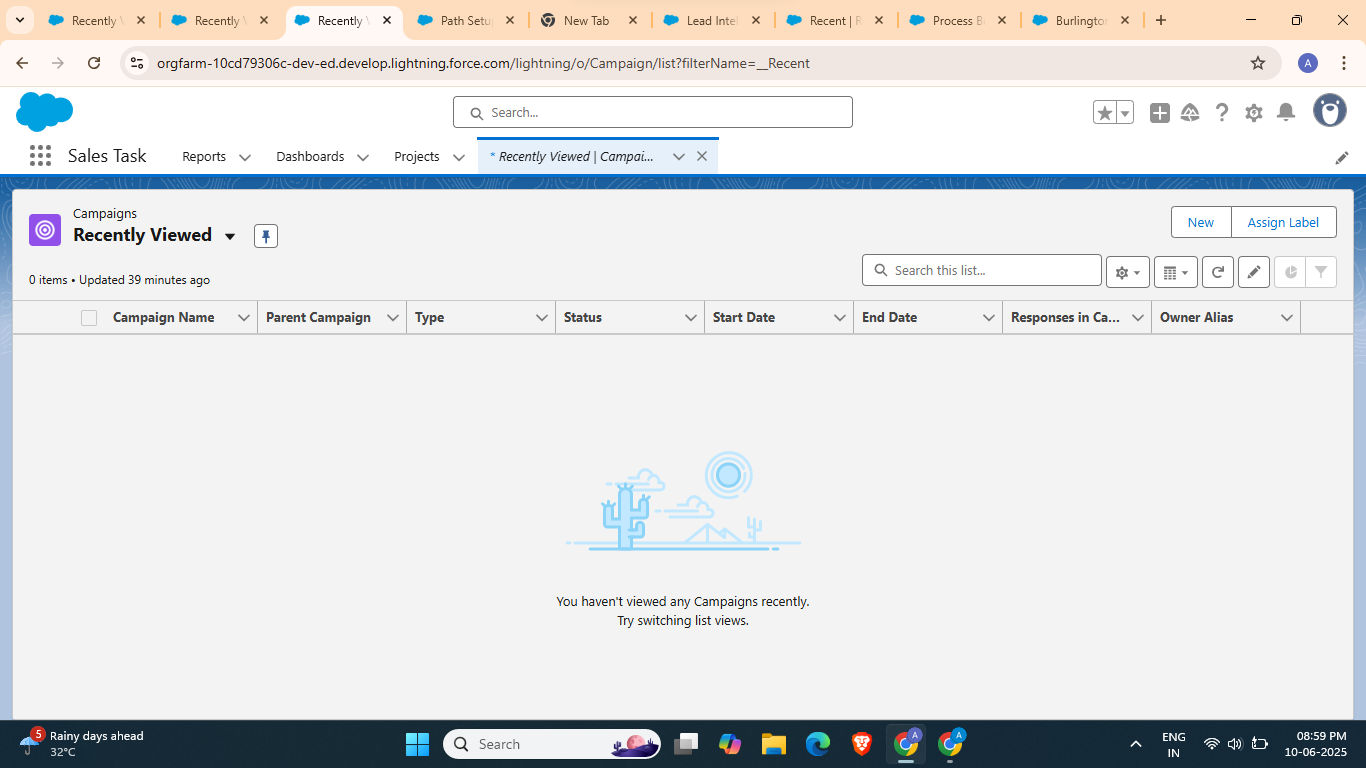 Recently V
Recently V
Recently V
Path Setup
New Tab
Lead Intel
Recent | R
Process B
Burlington
orgfarm-10cd79306c-dev-ed.develop.lightning.force.com/lightning/o/Campaign/list?filterName=__Recent
A
Search...
Sales Task
Reports
Dashboards
Projects
* Recently Viewed | Campai...
Campaigns
Recently Viewed
New
Assign Label
0 items • Updated 39 minutes ago
Search this list...
Campaign Name
Parent Campaign
Type
Status
Start Date
End Date
Responses in Ca...
Owner Alias
You haven't viewed any Campaigns recently.
Try switching list views.
5
Rainy days ahead
32°C
Search
A
A
ENG
IN
08:59 PM
10-06-2025